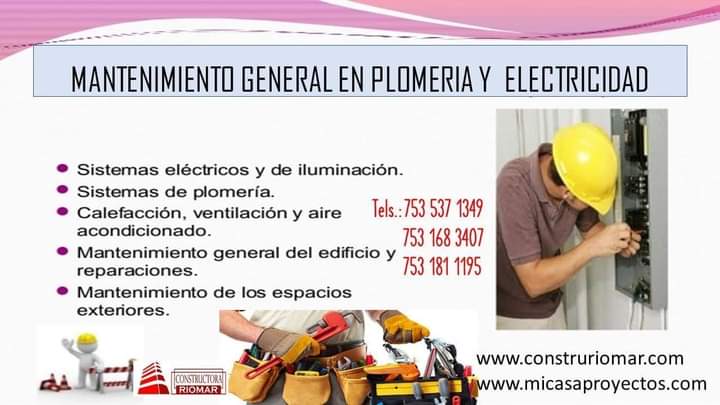 MANTENIMIENTO GENERAL EN PLOMERIA Y ELECTRICIDAD
Sistemas eléctricos y de iluminación.
Sistemas de plomería.
Calefacción, ventilación y aire
acondicionado.
Mantenimiento general del edificio y
reparaciones.
Mantenimiento de los espacios
exteriores.
Tels.: 753 537 1349
753 168 3407
753 181 1195
CONSTRUCTORA
RIOMAR
www.construriomar.com
www.micasaproyectos.com